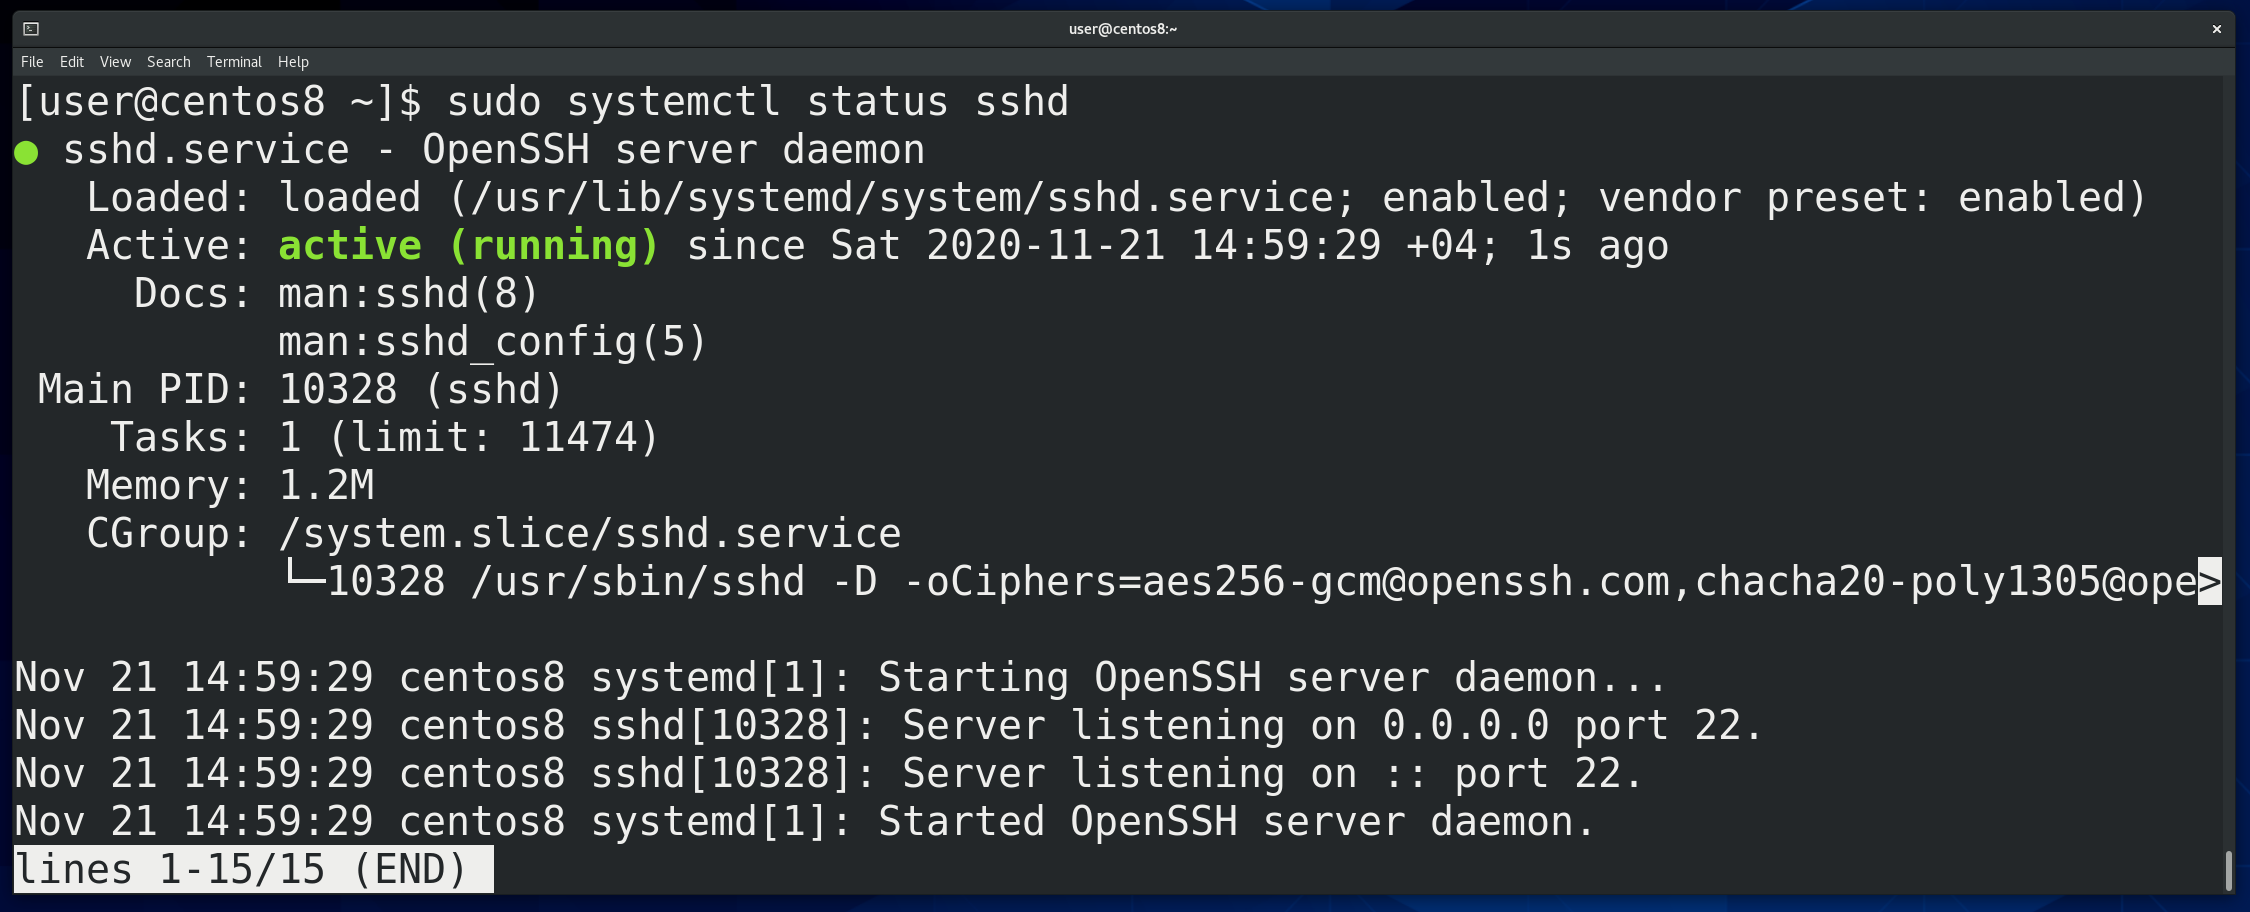 user@centos8:~
File Edit View Search Terminal Help
[user@centos8 ~]$ sudo systemctl status sshd
● sshd.service - OpenSSH server daemon
   Loaded: loaded (/usr/lib/systemd/system/sshd.service; enabled; vendor preset: enabled)
   Active: active (running) since Sat 2020-11-21 14:59:29 +04; 1s ago
     Docs: man:sshd(8)
           man:sshd_config(5)
 Main PID: 10328 (sshd)
    Tasks: 1 (limit: 11474)
   Memory: 1.2M
   CGroup: /system.slice/sshd.service
           └─10328 /usr/sbin/sshd -D -oCiphers=aes256-gcm@openssh.com,chacha20-poly1305@ope>
Nov 21 14:59:29 centos8 systemd[1]: Starting OpenSSH server daemon...
Nov 21 14:59:29 centos8 sshd[10328]: Server listening on 0.0.0.0 port 22.
Nov 21 14:59:29 centos8 sshd[10328]: Server listening on :: port 22.
Nov 21 14:59:29 centos8 systemd[1]: Started OpenSSH server daemon.
lines 1-15/15 (END)